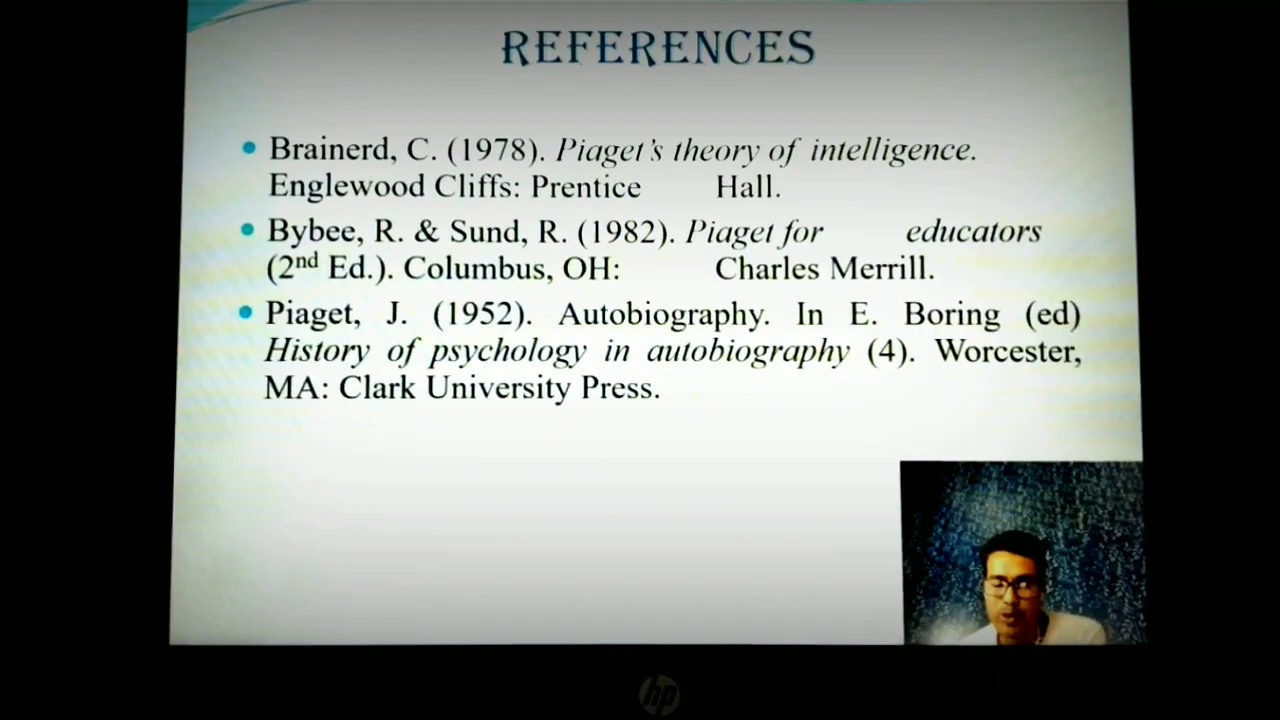 REFERENCES
Brainerd, C. (1978). Piaget's theory of intelligence.
Englewood Cliffs: Prentice Hall.
Bybee, R. & Sund, R. (1982). Piaget for educators
(2nd Ed.). Columbus, OH: Charles Merrill.
Piaget, J. (1952). Autobiography. In E. Boring (ed)
History of psychology in autobiography (4). Worcester,
MA: Clark University Press.
hp